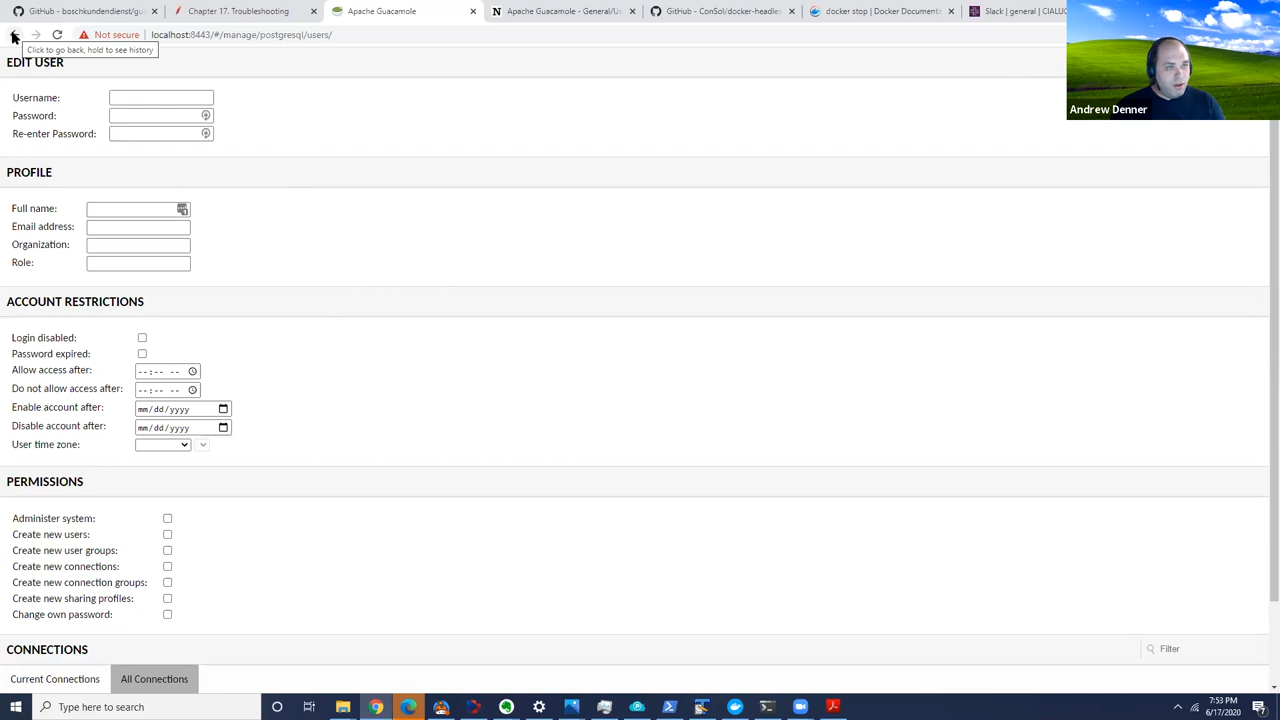 GitHub - boschkundendienst/gu
Chapter 17. Troubleshooting
Apache Guacamole
Apache Guacamole - General/Us
GitHub - ConSol/docker-headles
docker stop | Docker Documenta
Slack | general | CIALUG
Not secure
localhost:8443/#/manage/postgresql/users/
Click to go back, hold to see history
EDIT USER
Username:
Password:
Re-enter Password:
Andrew Denner
PROFILE
Full name:
Email address:
Organization:
Role:
ACCOUNT RESTRICTIONS
Login disabled:
Password expired:
Allow access after: --:-- --
Do not allow access after: --:-- --
Enable account after: mm/dd/yyyy
Disable account after: mm/dd/yyyy
User time zone:
PERMISSIONS
Administer system:
Create new users:
Create new user groups:
Create new connections:
Create new connection groups:
Create new sharing profiles:
Change own password:
CONNECTIONS
Filter
Current Connections
All Connections
Type here to search
7:53 PM
6/17/2020